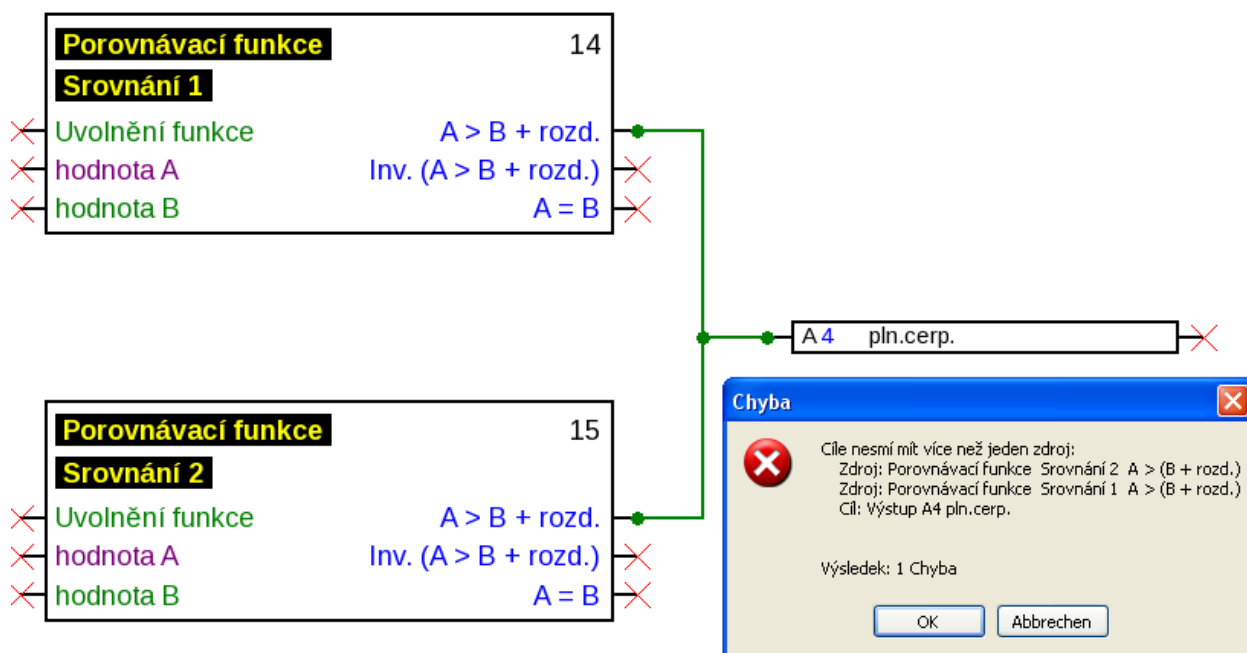 Porovnávací funkce 14
Srovnání 1
Uvolnění funkce A > B + rozd.
hodnota A Inv. (A > B + rozd.)
hodnota B A = B
A 4 pln.cerp.
Porovnávací funkce 15
Srovnání 2
Uvolnění funkce A > B + rozd.
hodnota A Inv. (A > B + rozd.)
hodnota B A = B
Chyba
Cíle nesmí mít více než jeden zdroj:
Zdroj: Porovnávací funkce Srovnání 2 A > (B + rozd.)
Zdroj: Porovnávací funkce Srovnání 1 A > (B + rozd.)
Cíl: Výstup A4 pln.cerp.
Výsledek: 1 Chyba
OK Abbrechen